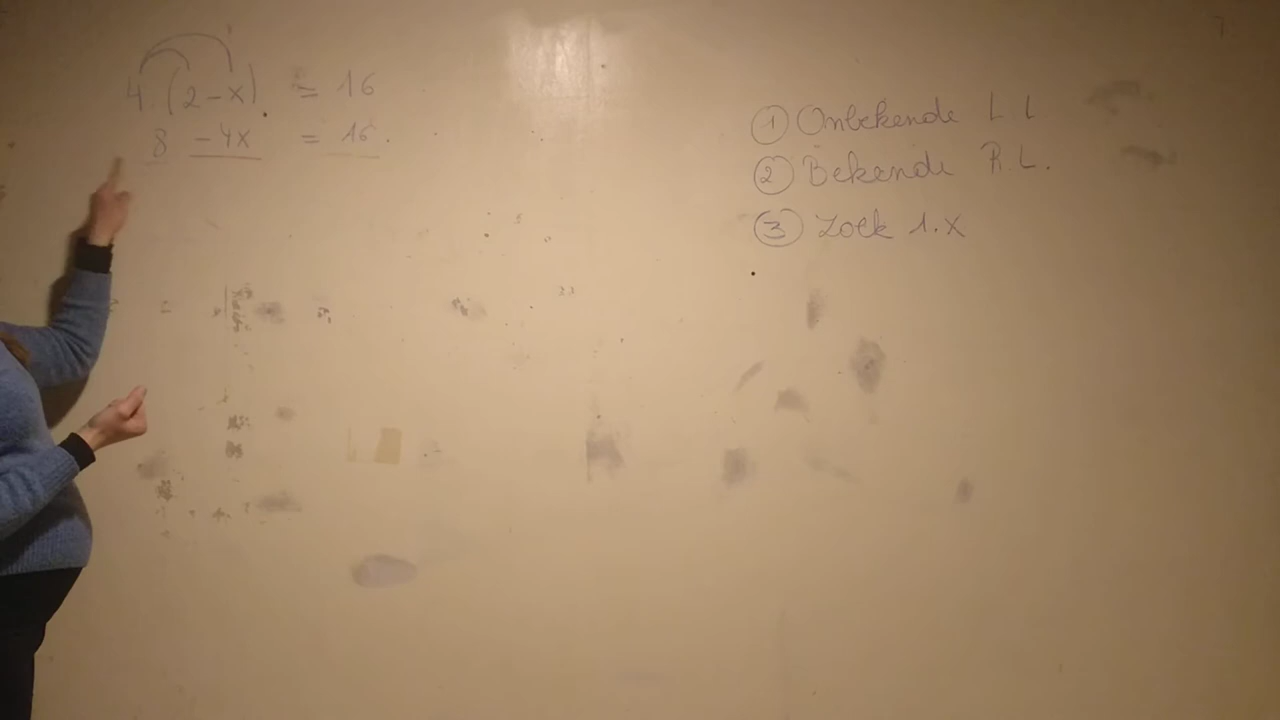 4.(2-x) = 16
8 -4x = 16.
① Onbekende L L
② Bekende R.L.
③ Zoek 1.x